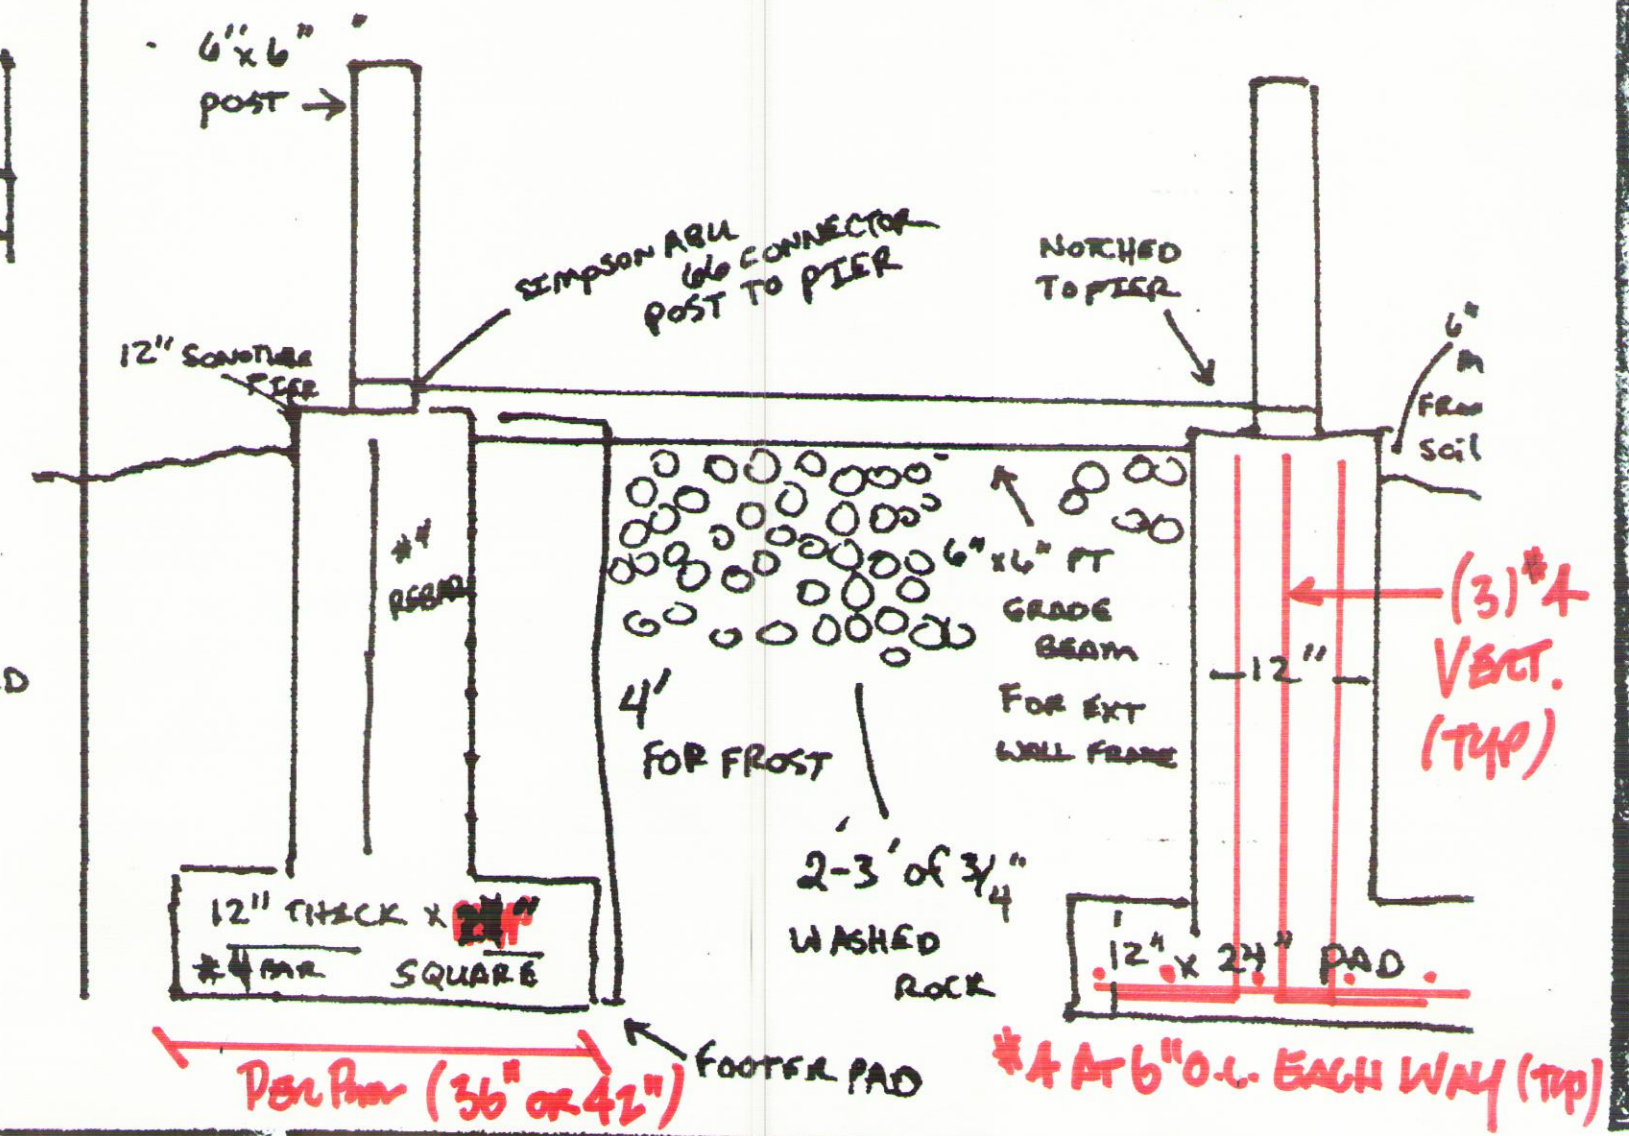 6" x 6"
POST
SIMPSON ABU
66 CONNECTOR
POST TO PIER
NOTCHED
TO PIER
12" SONOTUBE
PIER
6"
FROM
SOIL
#4
REBAR
6" x 6" PT
GRADE
BEAM
FOR EXT
WALL FRAME
(3) #4
VERT.
(TYP)
12"
4'
FOR FROST
2-3' of 3/4"
WASHED
ROCK
D
12" THICK x
#4 BAR SQUARE
12" x 24" PAD
FOOTER PAD
PER PLAN (36" OR 42")
#4 AT 6" O.C. EACH WAY (TYP)